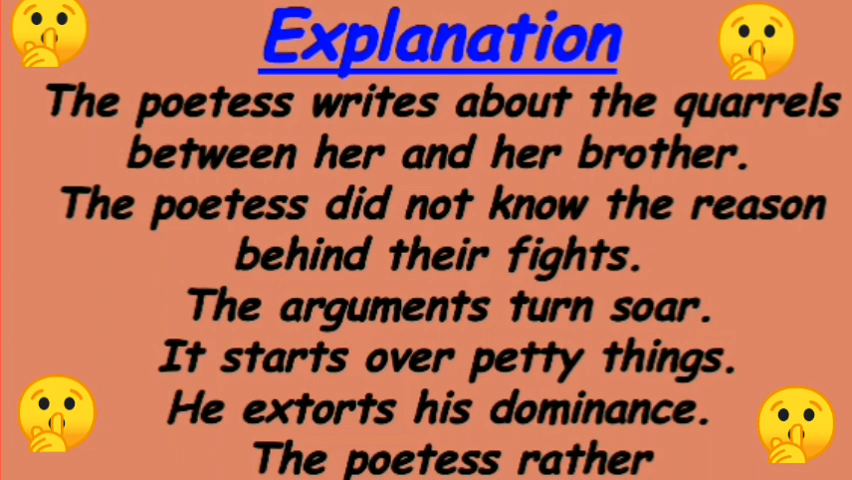 Explanation
The poetess writes about the quarrels
between her and her brother.
The poetess did not know the reason
behind their fights.
The arguments turn soar.
It starts over petty things.
He extorts his dominance.
The poetess rather